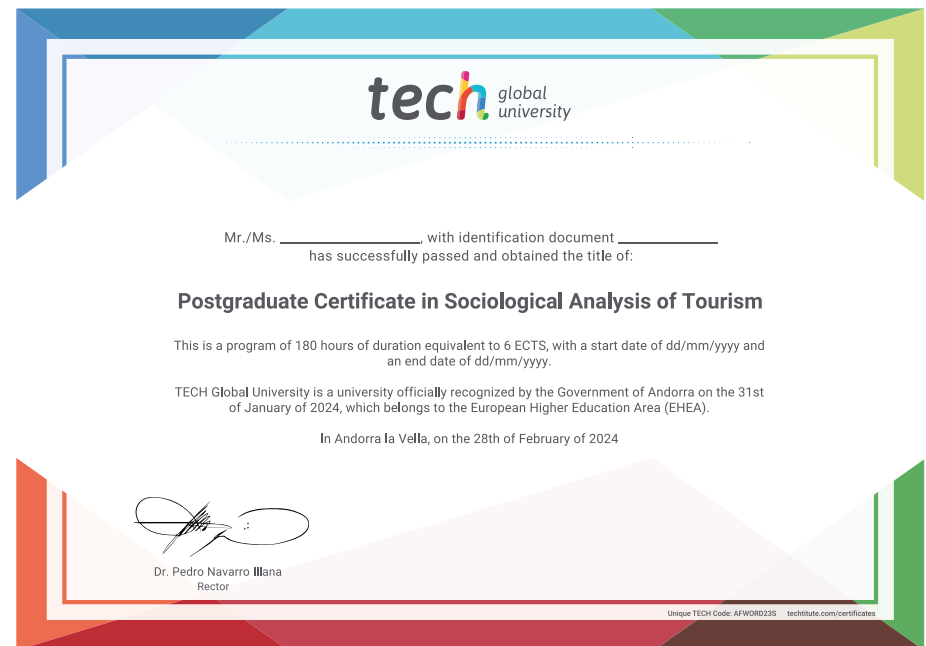 tech global
university
Mr./Ms. ____________, with identification document ____________
has successfully passed and obtained the title of:
Postgraduate Certificate in Sociological Analysis of Tourism
This is a program of 180 hours of duration equivalent to 6 ECTS, with a start date of dd/mm/yyyy and
an end date of dd/mm/yyyy.
TECH Global University is a university officially recognized by the Government of Andorra on the 31st
of January of 2024, which belongs to the European Higher Education Area (EHEA).
In Andorra la Vella, on the 28th of February of 2024
Dr. Pedro Navarro Illana
Rector
Unique TECH Code: AFWORD23S techtitute.com/certificates